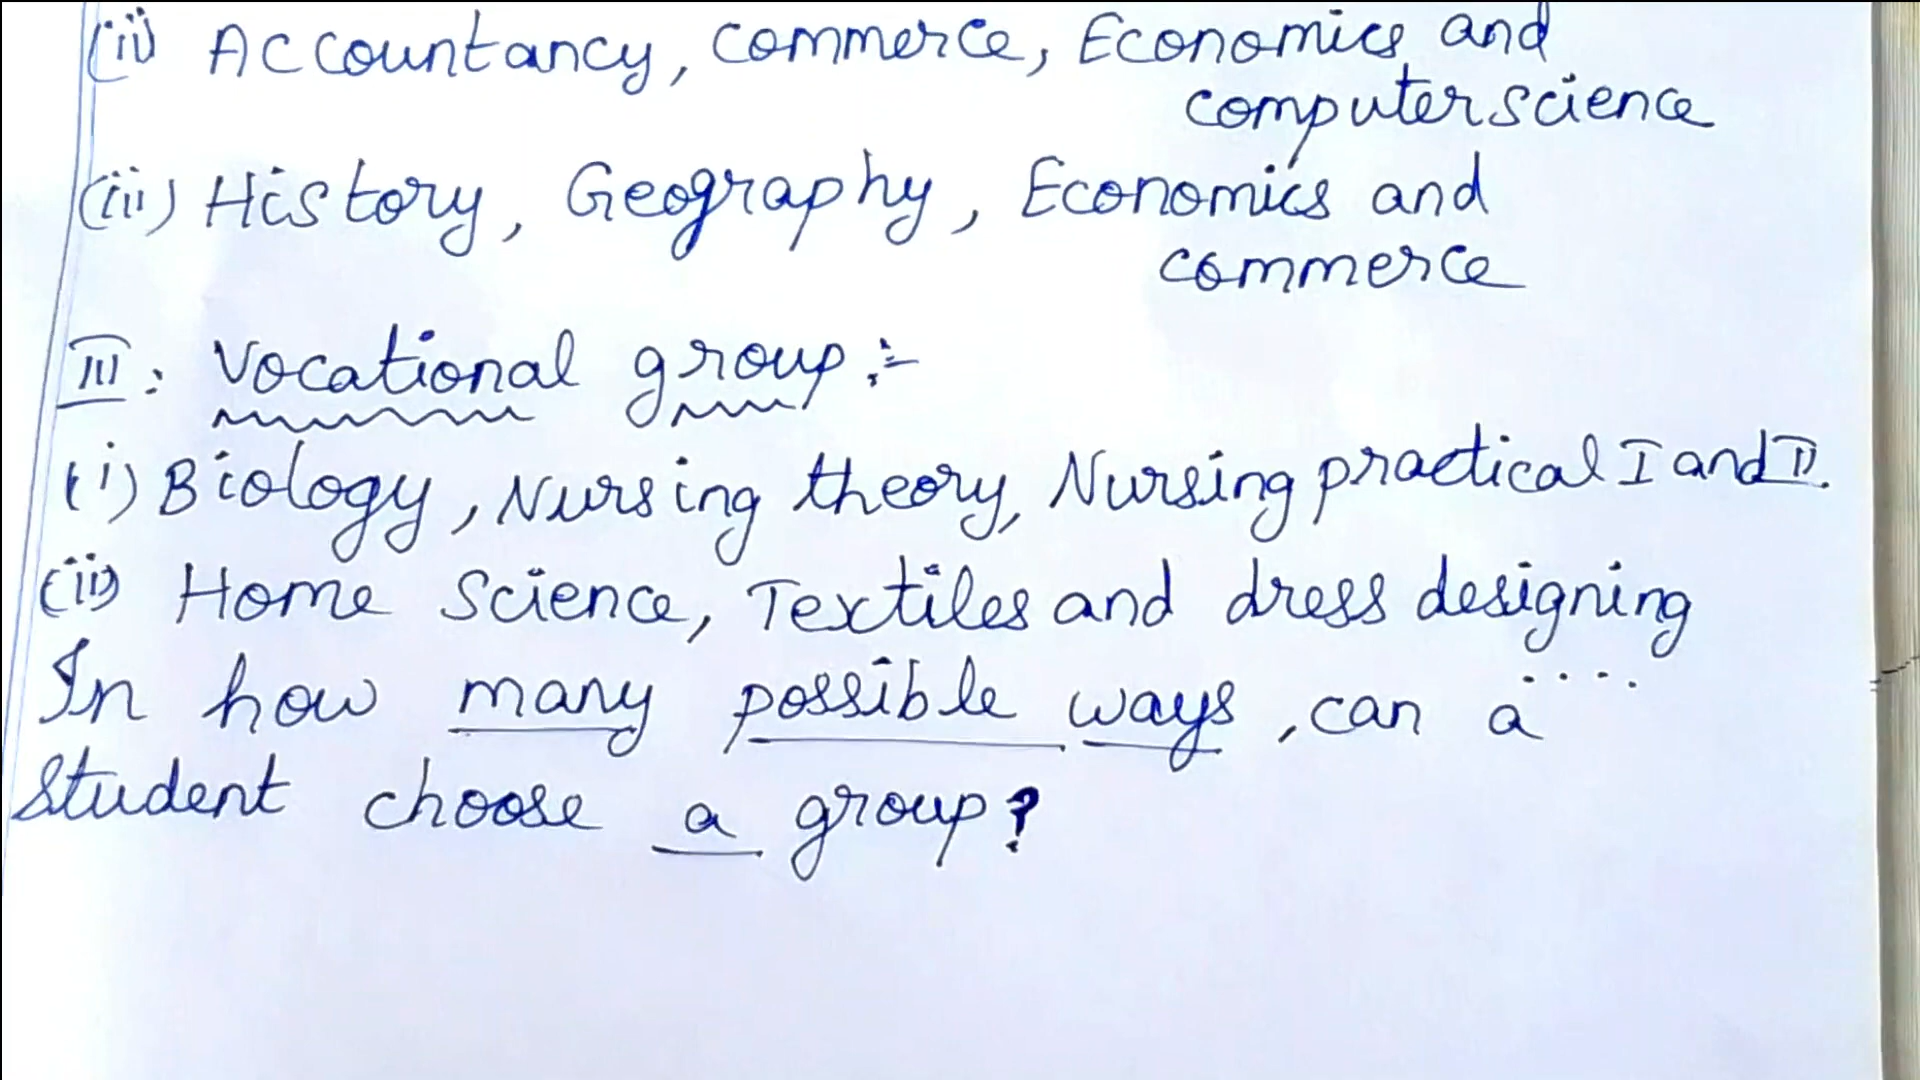 (ii) Accountancy, Commerce, Economics and
computer science
(iii) History, Geography, Economics and
commerce
III. Vocational group :-
(i) Biology, Nursing theory, Nursing practical I and II.
(ii) Home Science, Textiles and dress designing
In how many possible ways, can a....
Student choose a group?